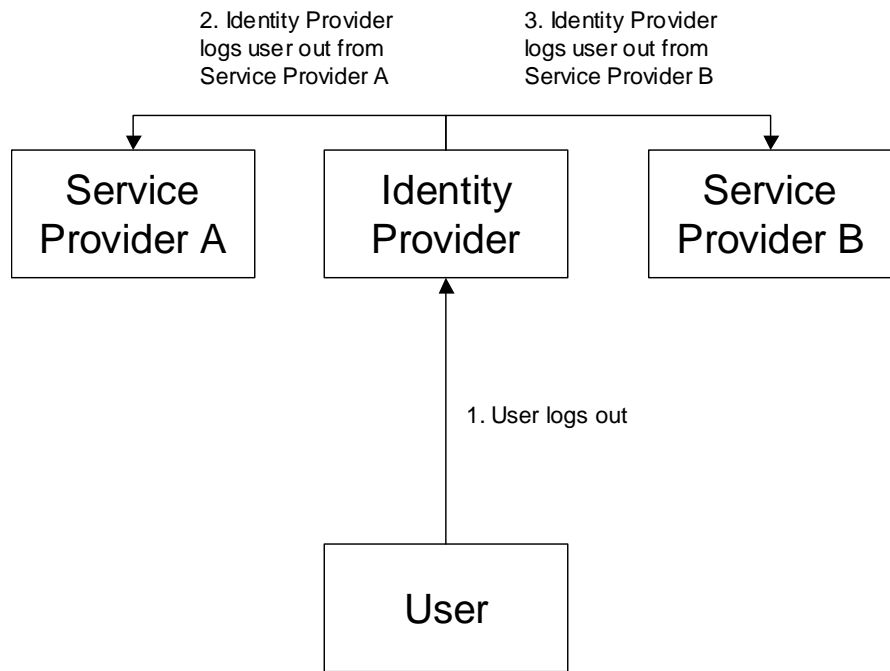 2. Identity Provider
logs user out from
Service Provider A
3. Identity Provider
logs user out from
Service Provider B
Service
Provider A
Identity
Provider
Service
Provider B
1. User logs out
User